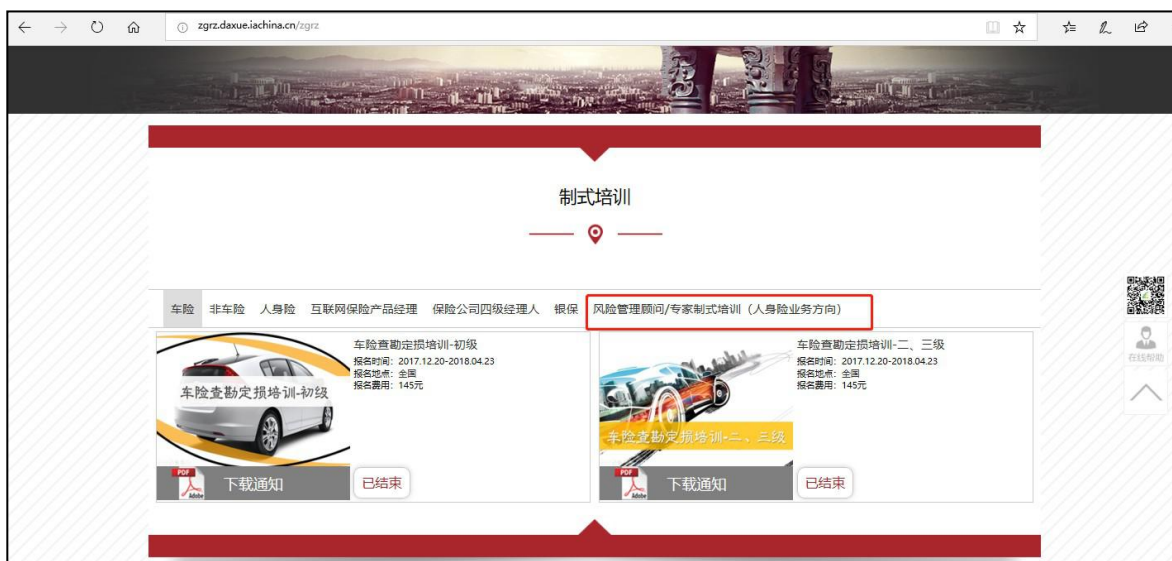 zgrz.daxue.iachina.cn/zgrz
制式培训
车险 非车险 人身险 互联网保险产品经理 保险公司四级经理人 银保 风险管理顾问/专家制式培训（人身险业务方向）
车险查勘定损培训-初级
车险查勘定损培训-初级
报名时间：2017.12.20-2018.04.23
报名地点：全国
报名费用：145元
PDF
Adobe
下载通知
已结束
车险查勘定损培训-二、三级
车险查勘定损培训-二、三级
报名时间：2017.12.20-2018.04.23
报名地点：全国
报名费用：145元
PDF
Adobe
下载通知
已结束
在线帮助